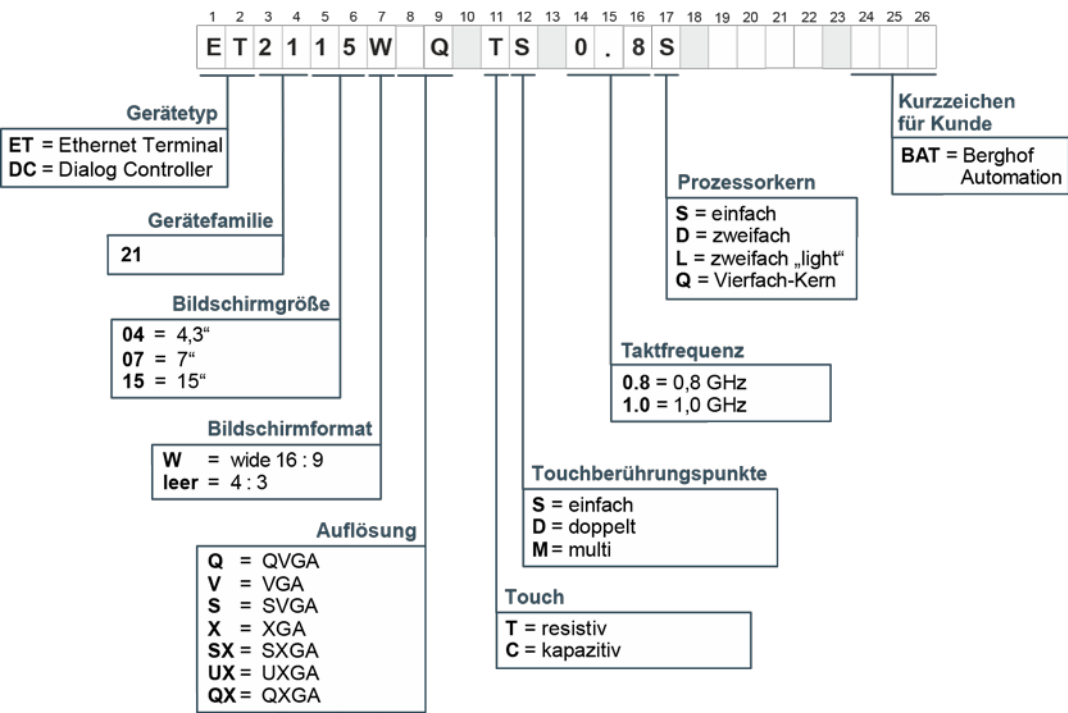 1 2 3 4 5 6 7 8 9 10 11 12 13 14 15 16 17 18 19 20 21 22 23 24 25 26
E T 2 1 1 5 W Q T S 0 . 8 S
Gerätetyp
ET = Ethernet Terminal
DC = Dialog Controller
Gerätefamilie
21
Bildschirmgröße
04 = 4,3“
07 = 7“
15 = 15“
Bildschirmformat
W = wide 16 : 9
leer = 4 : 3
Auflösung
Q = QVGA
V = VGA
S = SVGA
X = XGA
SX = SXGA
UX = UXGA
QX = QXGA
Touch
T = resistiv
C = kapazitiv
Touchberührungspunkte
S = einfach
D = doppelt
M = multi
Taktfrequenz
0.8 = 0,8 GHz
1.0 = 1,0 GHz
Prozessorkern
S = einfach
D = zweifach
L = zweifach „light“
Q = Vierfach-Kern
Kurzzeichen
für Kunde
BAT = Berghof
Automation